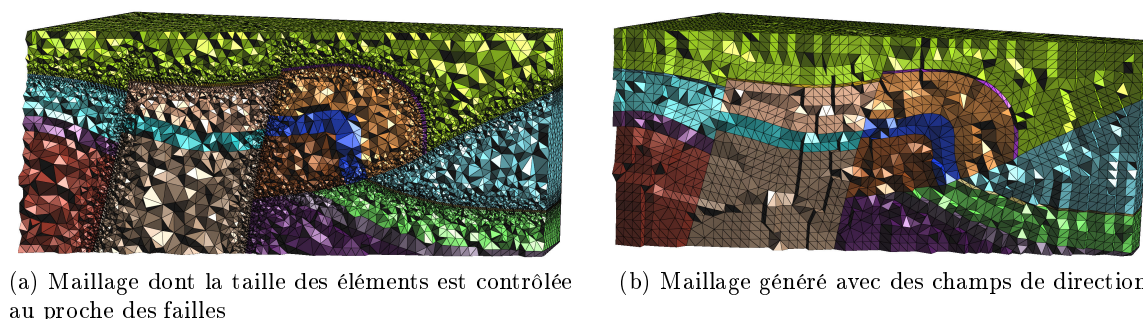 (a) Maillage dont la taille des éléments est contrôlée
au proche des failles
(b) Maillage généré avec des champs de direction